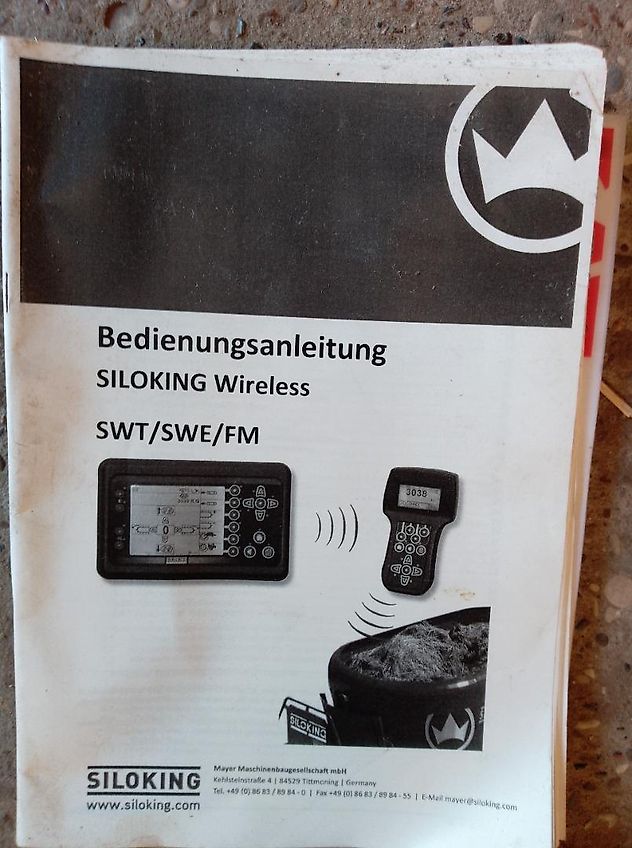 Bedienungsanleitung
SILOKING Wireless
SWT/SWE/FM
3038
SILOKING
SILOKING
www.siloking.com
Mayer Maschinenbaugesellschaft mbH
Kehlsteinstraße 4 | 84529 Tittmoning | Germany
Tel. +49 (0) 86 83 / 89 84 - 0 | Fax +49 (0) 86 83 / 89 84 - 55 | E-Mail mayer@siloking.com